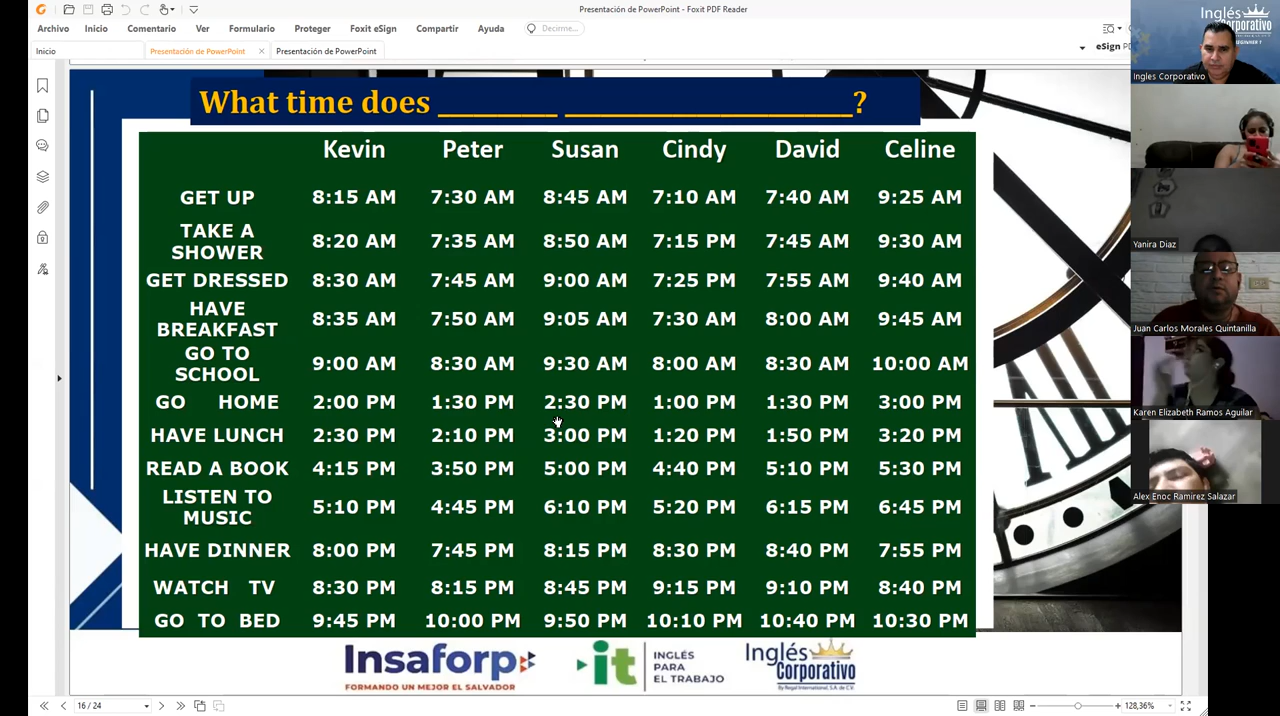 Presentación de PowerPoint - Foxit PDF Reader
Archivo Inicio Comentario Ver Formulario Proteger Foxit eSign Compartir Ayuda Decirme...
eSign
Inicio Presentación de PowerPoint Presentación de PowerPoint
What time does __________ ________________________?
Kevin Peter Susan Cindy David Celine
GET UP 8:15 AM 7:30 AM 8:45 AM 7:10 AM 7:40 AM 9:25 AM
TAKE A
SHOWER 8:20 AM 7:35 AM 8:50 AM 7:15 PM 7:45 AM 9:30 AM
GET DRESSED 8:30 AM 7:45 AM 9:00 AM 7:25 PM 7:55 AM 9:40 AM
HAVE
BREAKFAST 8:35 AM 7:50 AM 9:05 AM 7:30 AM 8:00 AM 9:45 AM
GO TO
SCHOOL 9:00 AM 8:30 AM 9:30 AM 8:00 AM 8:30 AM 10:00 AM
GO HOME 2:00 PM 1:30 PM 2:30 PM 1:00 PM 1:30 PM 3:00 PM
HAVE LUNCH 2:30 PM 2:10 PM 3:00 PM 1:20 PM 1:50 PM 3:20 PM
READ A BOOK 4:15 PM 3:50 PM 5:00 PM 4:40 PM 5:10 PM 5:30 PM
LISTEN TO
MUSIC 5:10 PM 4:45 PM 6:10 PM 5:20 PM 6:15 PM 6:45 PM
HAVE DINNER 8:00 PM 7:45 PM 8:15 PM 8:30 PM 8:40 PM 7:55 PM
WATCH TV 8:30 PM 8:15 PM 8:45 PM 9:15 PM 9:10 PM 8:40 PM
GO TO BED 9:45 PM 10:00 PM 9:50 PM 10:10 PM 10:40 PM 10:30 PM
Insaforp
FORMANDO UN MEJOR EL SALVADOR
it
INGLÉS
PARA
EL TRABAJO
Inglés
Corporativo
By Regal International, S.A. de C.V.
16 / 24
128,36%
Inglés
Corporativo
BEGINNER 1
Ingles Corporativo
Yanira Diaz
Juan Carlos Morales Quintanilla
Karen Elizabeth Ramos Aguilar
Alex Enoc Ramirez Salazar